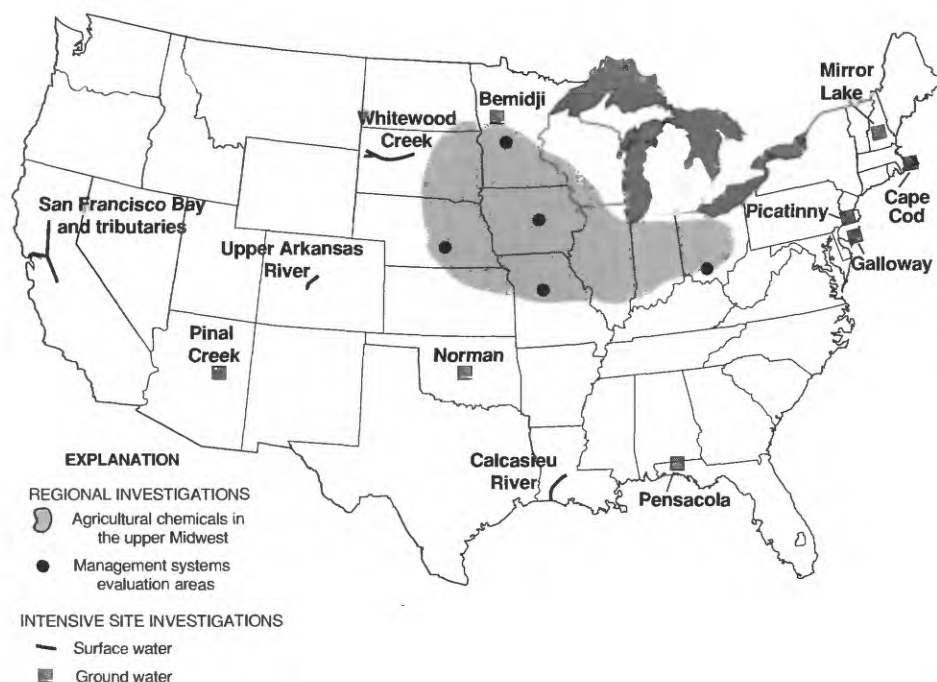 Mirror
Lake
Bemidji
Whitewood
Creek
Cape
Cod
San Francisco Bay
and tributaries
Picatinny
Upper Arkansas
River
Galloway
Pinal
Creek
Norman
Calcasieu
River
Pensacola
EXPLANATION
REGIONAL INVESTIGATIONS
Agricultural chemicals in
the upper Midwest
Management systems
evaluation areas
INTENSIVE SITE INVESTIGATIONS
Surface water
Ground water